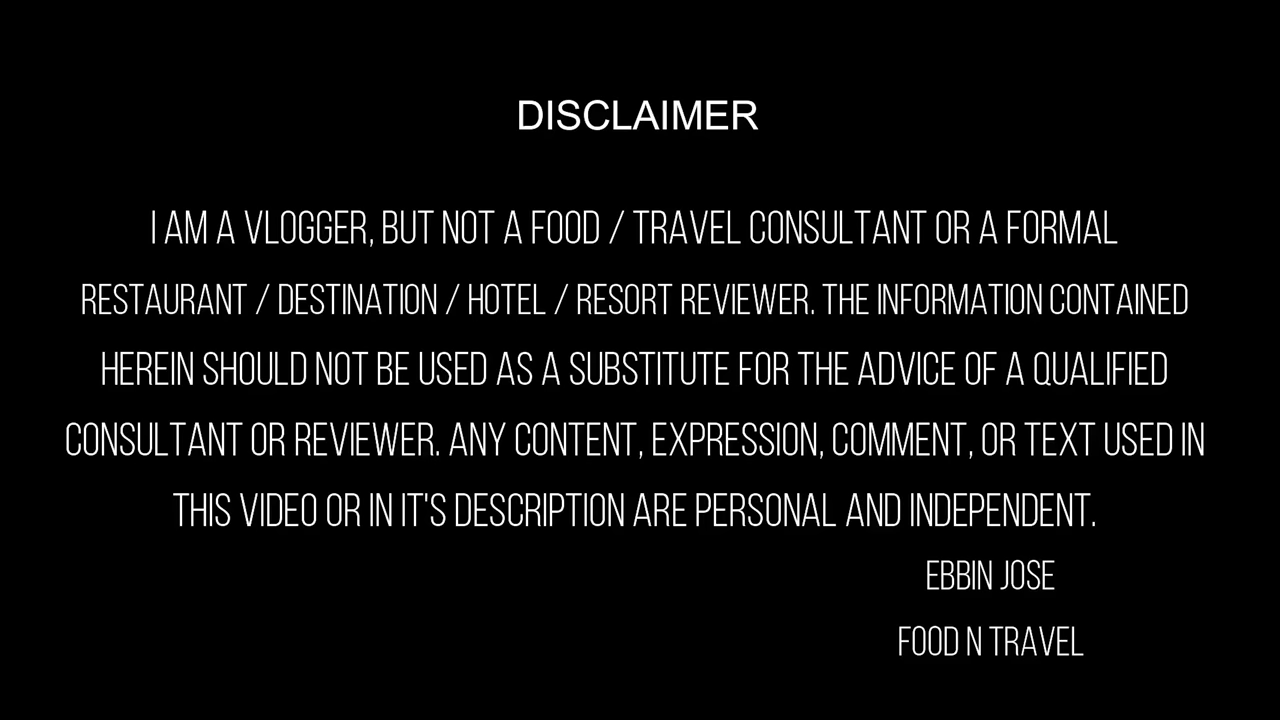 DISCLAIMER
I AM A VLOGGER, BUT NOT A FOOD / TRAVEL CONSULTANT OR A FORMAL
RESTAURANT / DESTINATION / HOTEL / RESORT REVIEWER. THE INFORMATION CONTAINED
HEREIN SHOULD NOT BE USED AS A SUBSTITUTE FOR THE ADVICE OF A QUALIFIED
CONSULTANT OR REVIEWER. ANY CONTENT, EXPRESSION, COMMENT, OR TEXT USED IN
THIS VIDEO OR IN IT'S DESCRIPTION ARE PERSONAL AND INDEPENDENT.
EBBIN JOSE
FOOD N TRAVEL